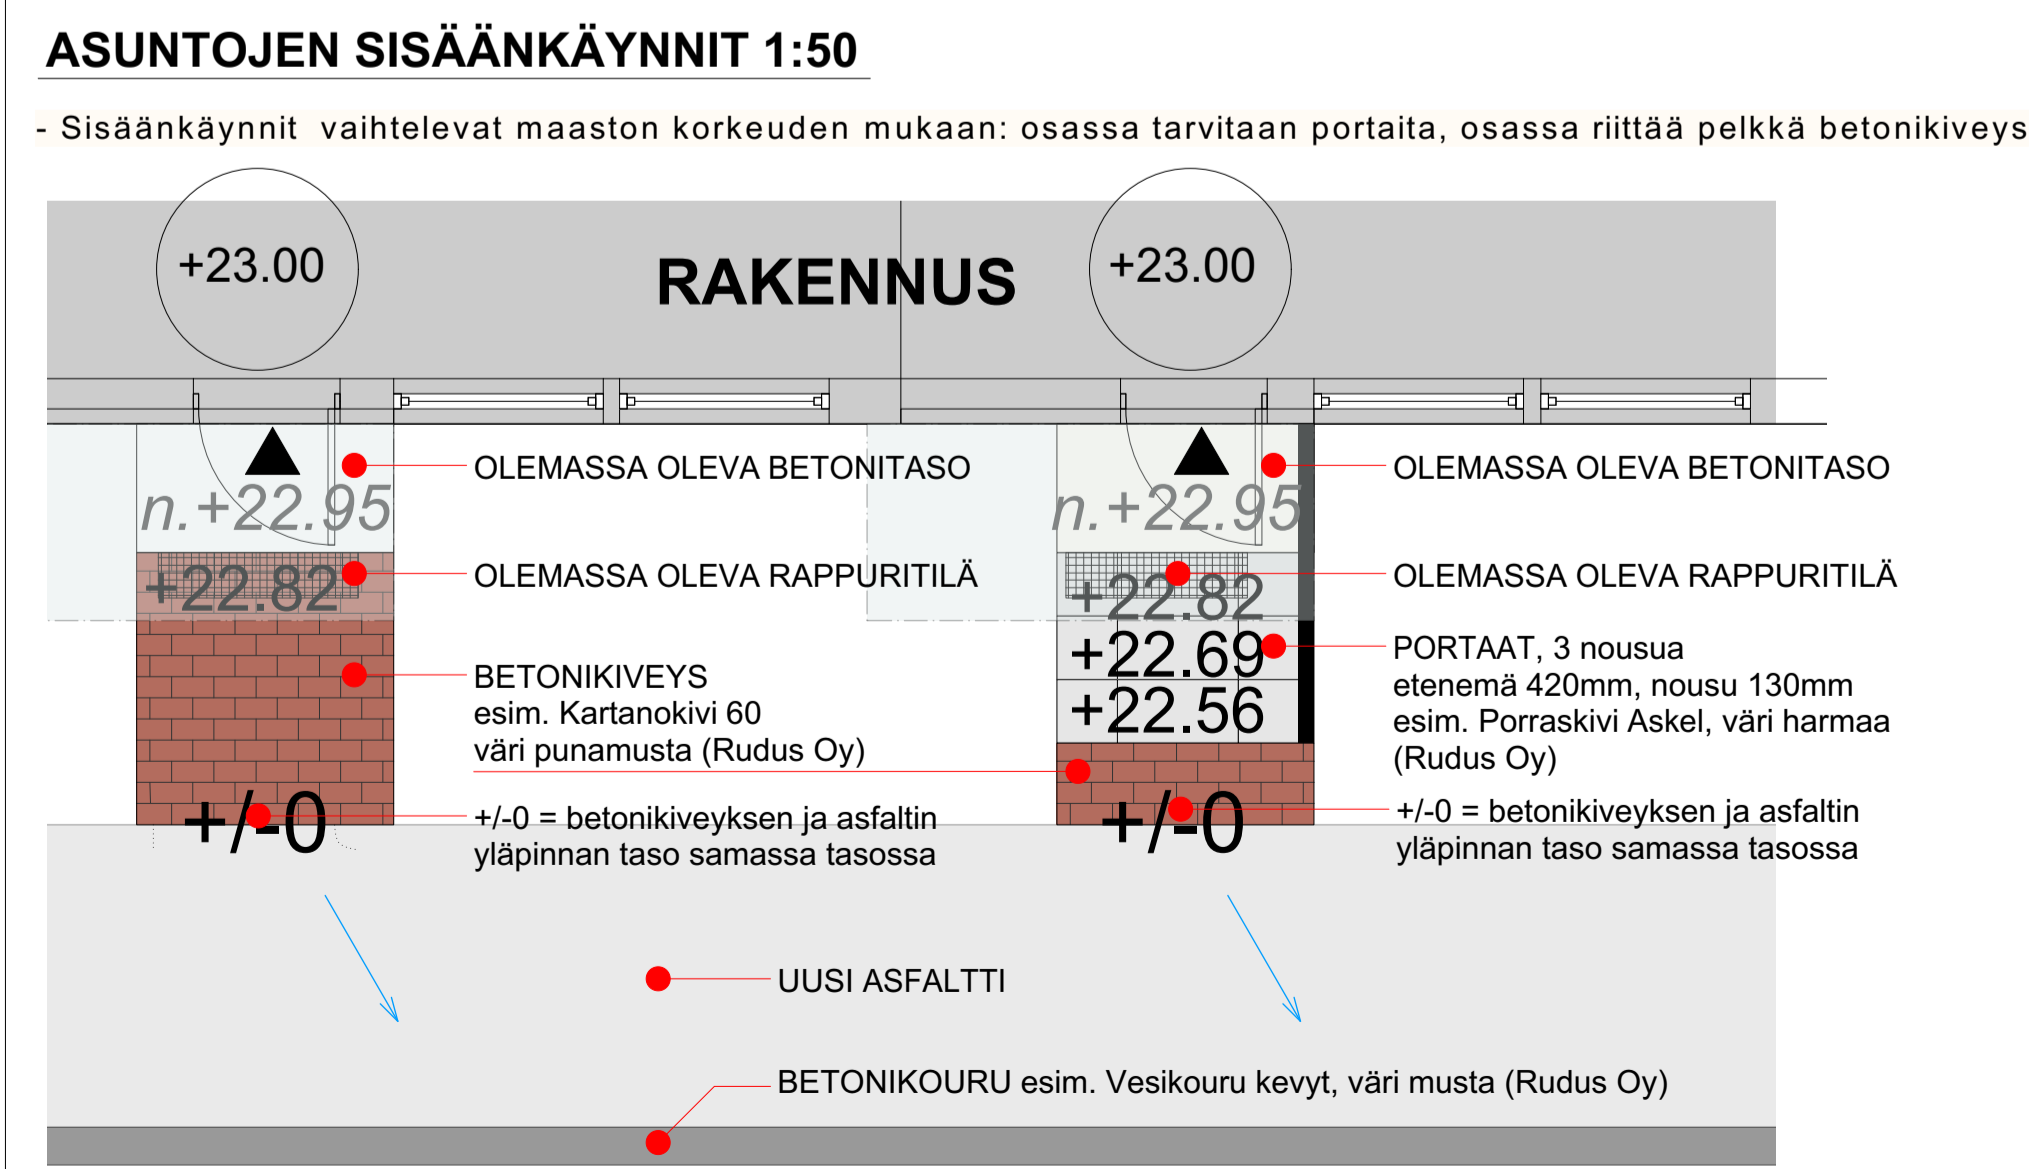 ASUNTOJEN SISÄÄNKÄYNNIT 1:50
- Sisäänkäynnit vaihtelevat maaston korkeuden mukaan: osassa tarvitaan portaita, osassa riittää pelkkä betonikiveys
+23.00
RAKENNUS
+23.00
n.+22.95
OLEMASSA OLEVA BETONITASO
n.+22.95
OLEMASSA OLEVA BETONITASO
+22.82
OLEMASSA OLEVA RAPPURITILÄ
+22.82
OLEMASSA OLEVA RAPPURITILÄ
+22.69
+22.56
PORTAAT, 3 nousua
etenemä 420mm, nousu 130mm
esim. Porraskivi Askel, väri harmaa
(Rudus Oy)
BETONIKIVEYS
esim. Kartanokivi 60
väri punamusta (Rudus Oy)
+/-0
+/-0 = betonikiveyksen ja asfaltin
yläpinnan taso samassa tasossa
+/-0
+/-0 = betonikiveyksen ja asfaltin
yläpinnan taso samassa tasossa
UUSI ASFALTTI
BETONIKOURU esim. Vesikouru kevyt, väri musta (Rudus Oy)